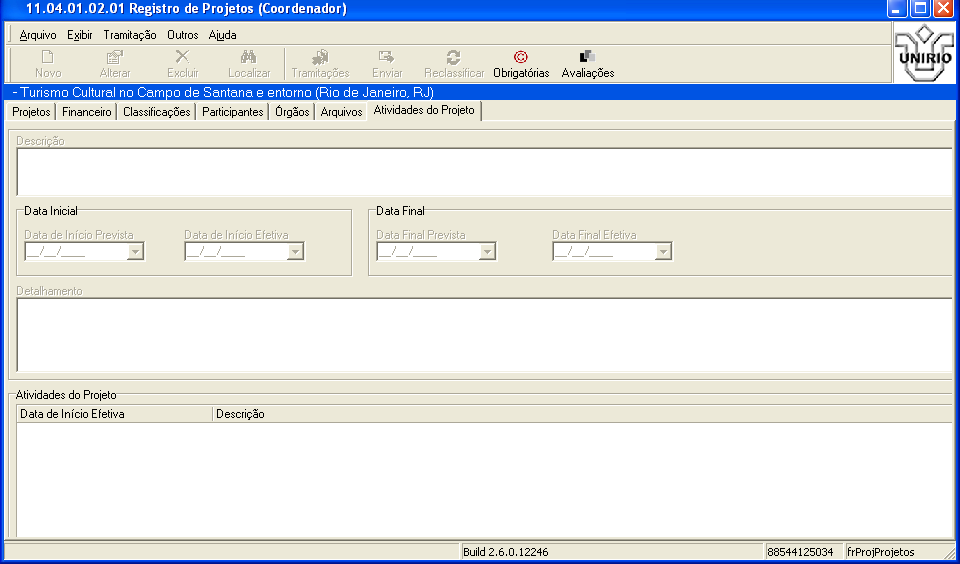 11.04.01.02.01 Registro de Projetos (Coordenador)
Arquivo Exibir Tramitação Outros Ajuda
Novo Alterar Excluir Localizar Tramitações Enviar Reclassificar Obrigatórias Avaliações
UNIRIO
- Turismo Cultural no Campo de Santana e entorno (Rio de Janeiro, RJ)
Projetos Financeiro Classificações Participantes Órgãos Arquivos Atividades do Projeto
Descrição
Data Inicial Data Final
Data de Início Prevista Data de Início Efetiva Data Final Prevista Data Final Efetiva
__/__/____ __/__/____ __/__/____ __/__/____
Detalhamento
Atividades do Projeto
Data de Início Efetiva Descrição
Build 2.6.0.12246 88544125034 frProjProjetos